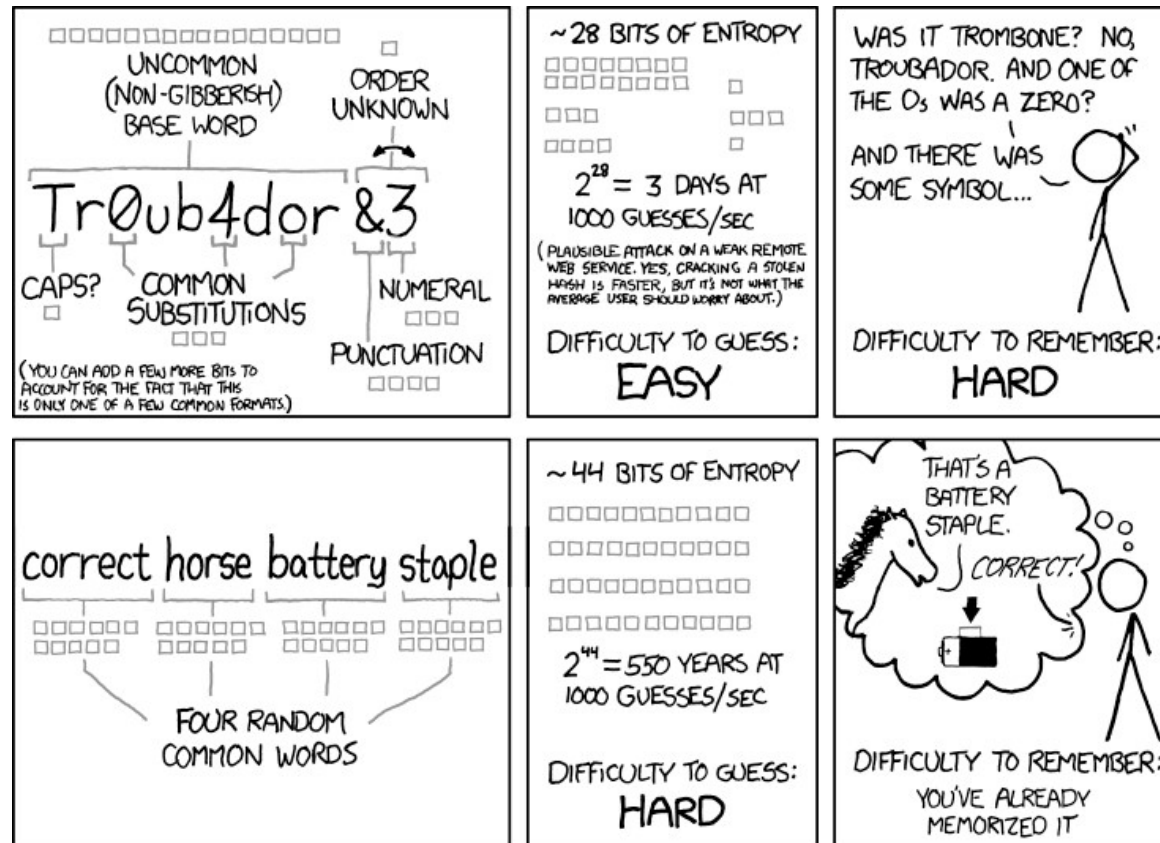 UNCOMMON
(NON-GIBBERISH)
BASE WORD
ORDER
UNKNOWN
Tr0ub4dor &3
CAPS?
COMMON
SUBSTITUTIONS
NUMERAL
PUNCTUATION
(YOU CAN ADD A FEW MORE BITS TO
ACCOUNT FOR THE FACT THAT THIS
IS ONLY ONE OF A FEW COMMON FORMATS.)
~28 BITS OF ENTROPY
2^28 = 3 DAYS AT
1000 GUESSES/SEC
(PLAUSIBLE ATTACK ON A WEAK REMOTE
WEB SERVICE. YES, CRACKING A STOLEN
HASH IS FASTER, BUT IT'S NOT WHAT THE
AVERAGE USER SHOULD WORRY ABOUT.)
DIFFICULTY TO GUESS:
EASY
WAS IT TROMBONE? NO,
TROUBADOR. AND ONE OF
THE Os WAS A ZERO?
AND THERE WAS
SOME SYMBOL...
DIFFICULTY TO REMEMBER:
HARD
correct horse battery staple
FOUR RANDOM
COMMON WORDS
~44 BITS OF ENTROPY
2^44 = 550 YEARS AT
1000 GUESSES/SEC
DIFFICULTY TO GUESS:
HARD
THAT'S A
BATTERY
STAPLE.
CORRECT!
DIFFICULTY TO REMEMBER:
YOU'VE ALREADY
MEMORIZED IT